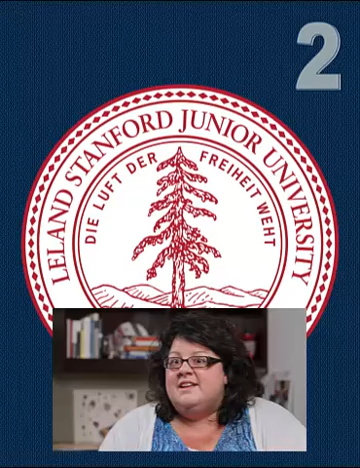 2
LELAND STANFORD JUNIOR UNIVERSITY
DIE LUFT DER FREIHEIT WEHT